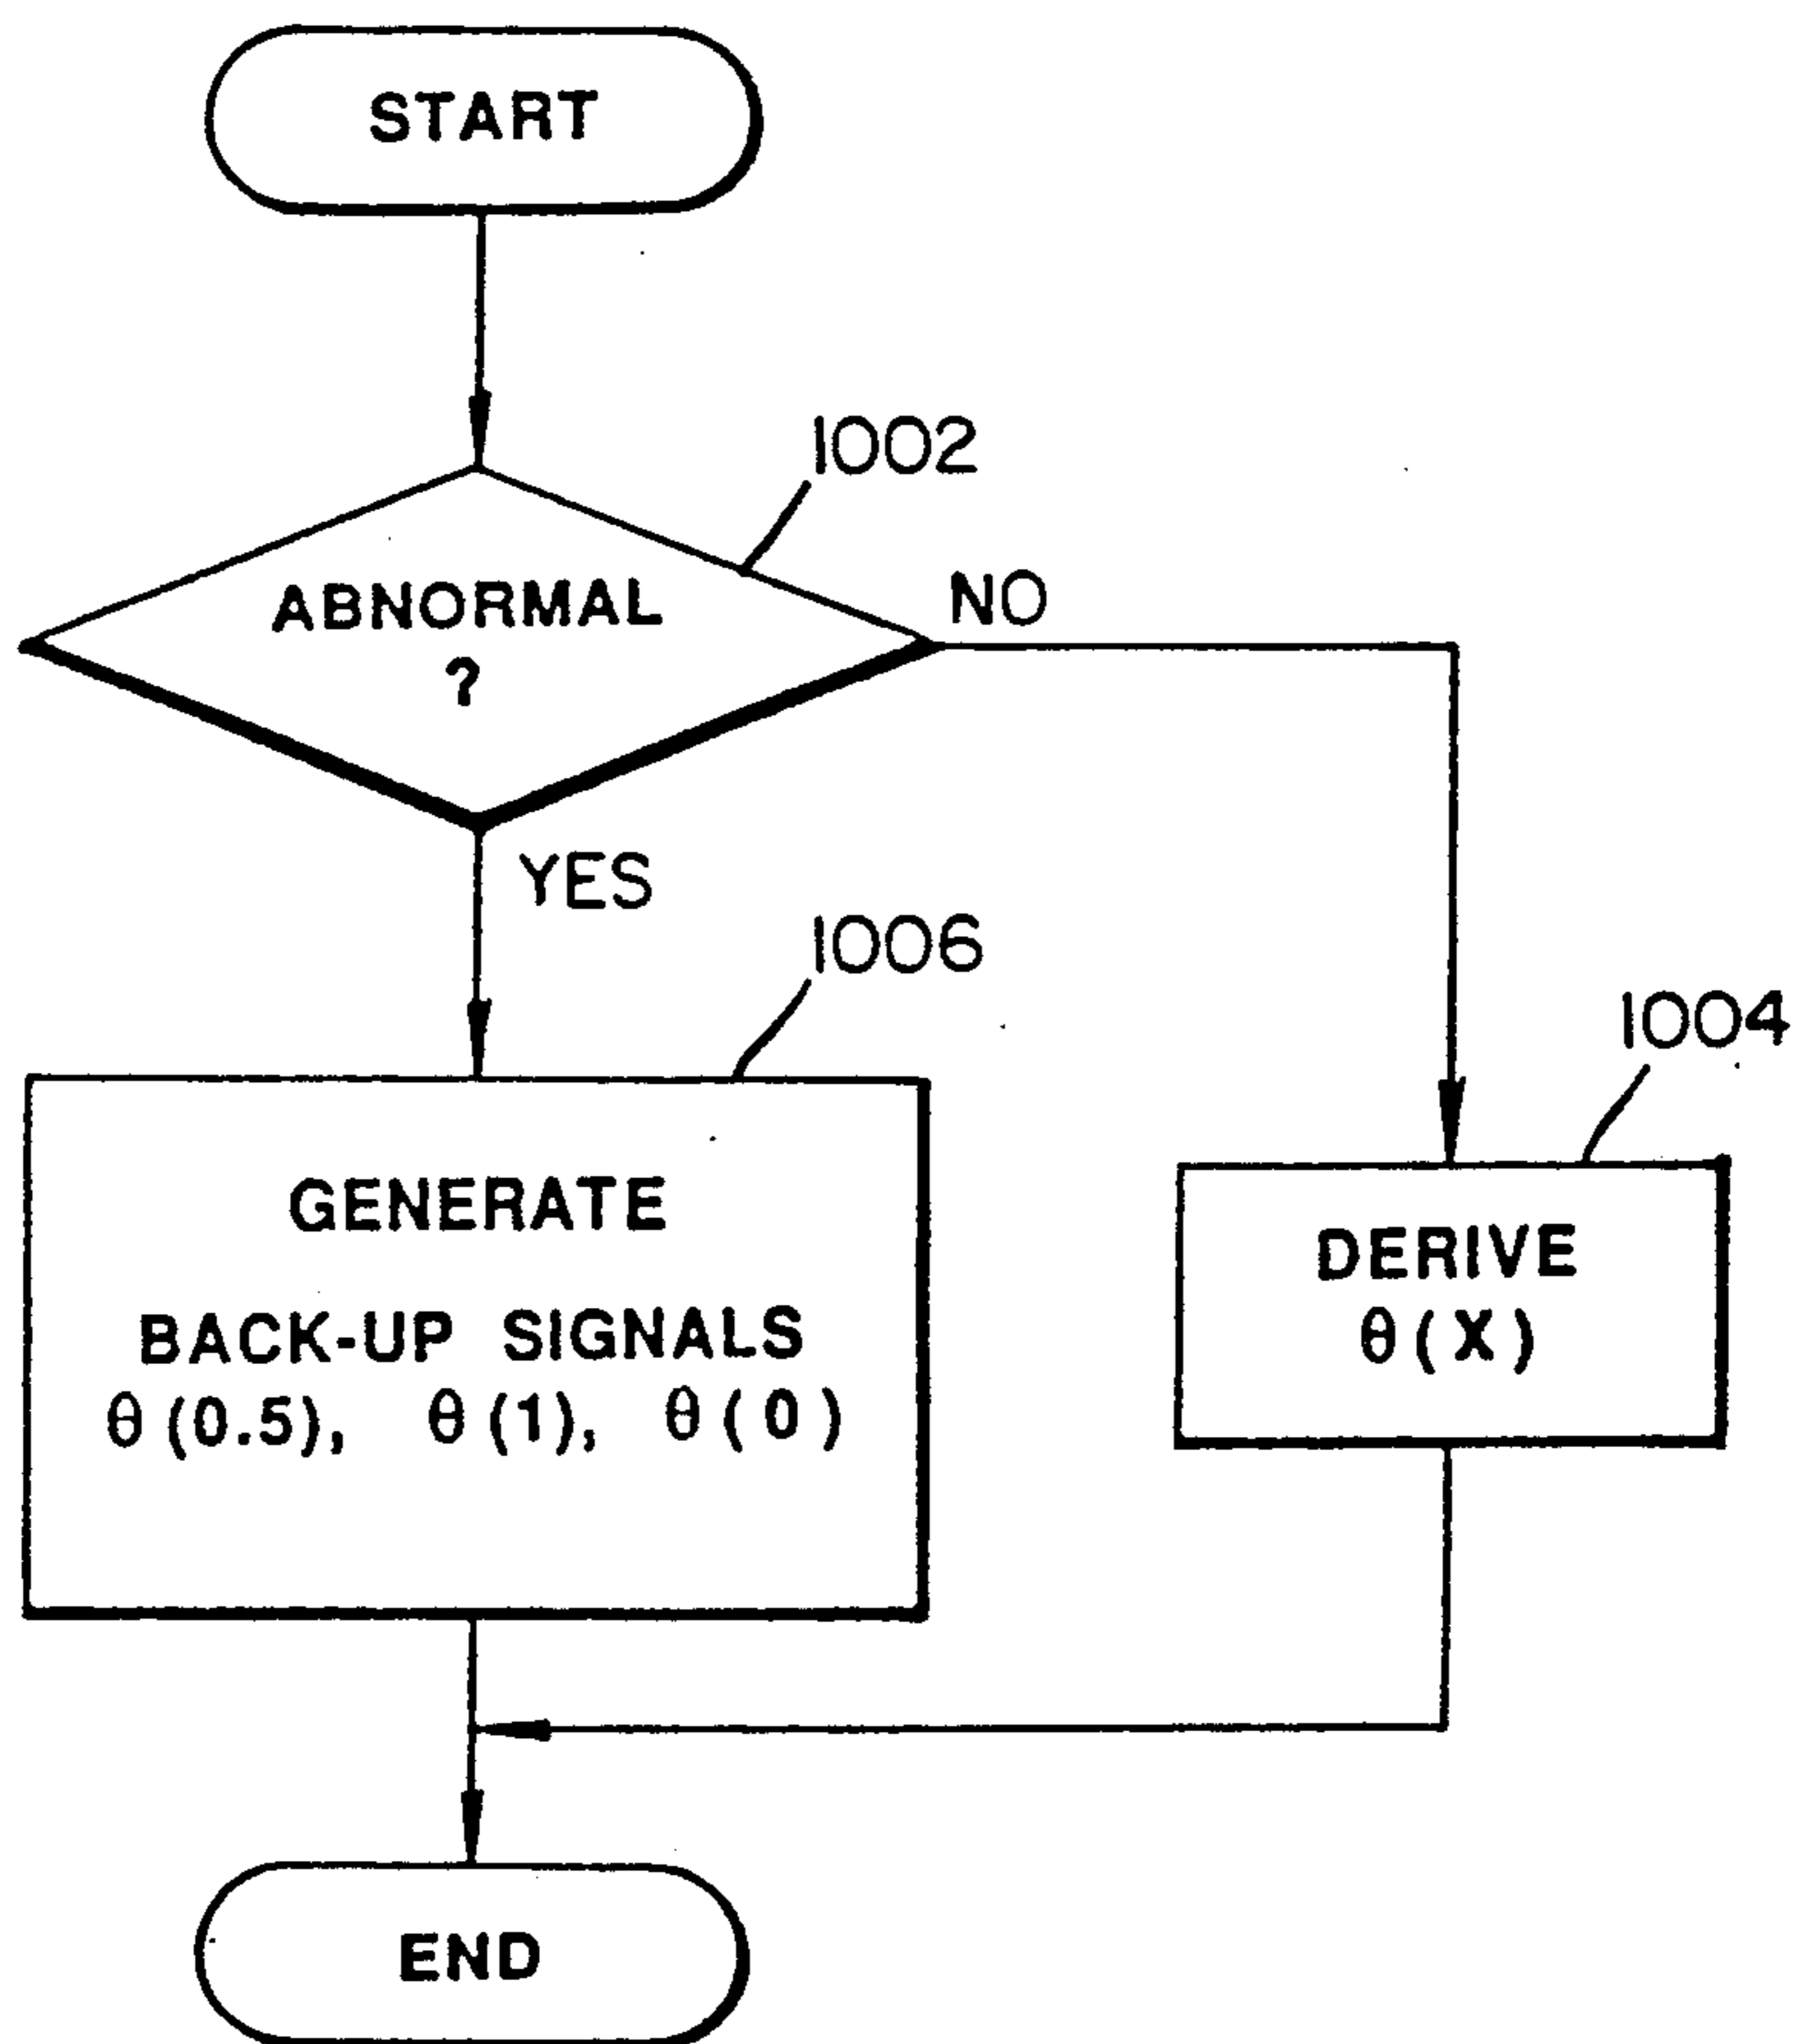 START
1002
ABNORMAL
?
NO
YES
1006
1004
GENERATE
BACK-UP SIGNALS
θ(0.5), θ(1), θ(0)
DERIVE
θ(X)
END